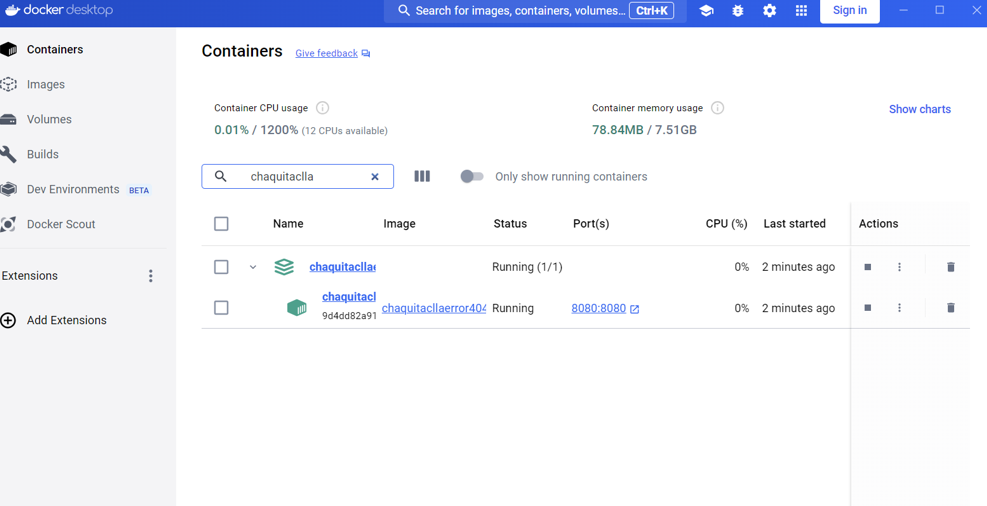 docker desktop
Search for images, containers, volumes... Ctrl+K
Sign in
Containers
Images
Volumes
Builds
Dev Environments BETA
Docker Scout
Extensions
Add Extensions
Containers Give feedback
Container CPU usage
0.01% / 1200% (12 CPUs available)
Container memory usage
78.84MB / 7.51GB
Show charts
chaquitaclla
Only show running containers
Name Image Status Port(s) CPU (%) Last started Actions
chaquitacllae Running (1/1) 0% 2 minutes ago
chaquitacl
9d4dd82a91 chaquitacllaerror404 Running 8080:8080 0% 2 minutes ago